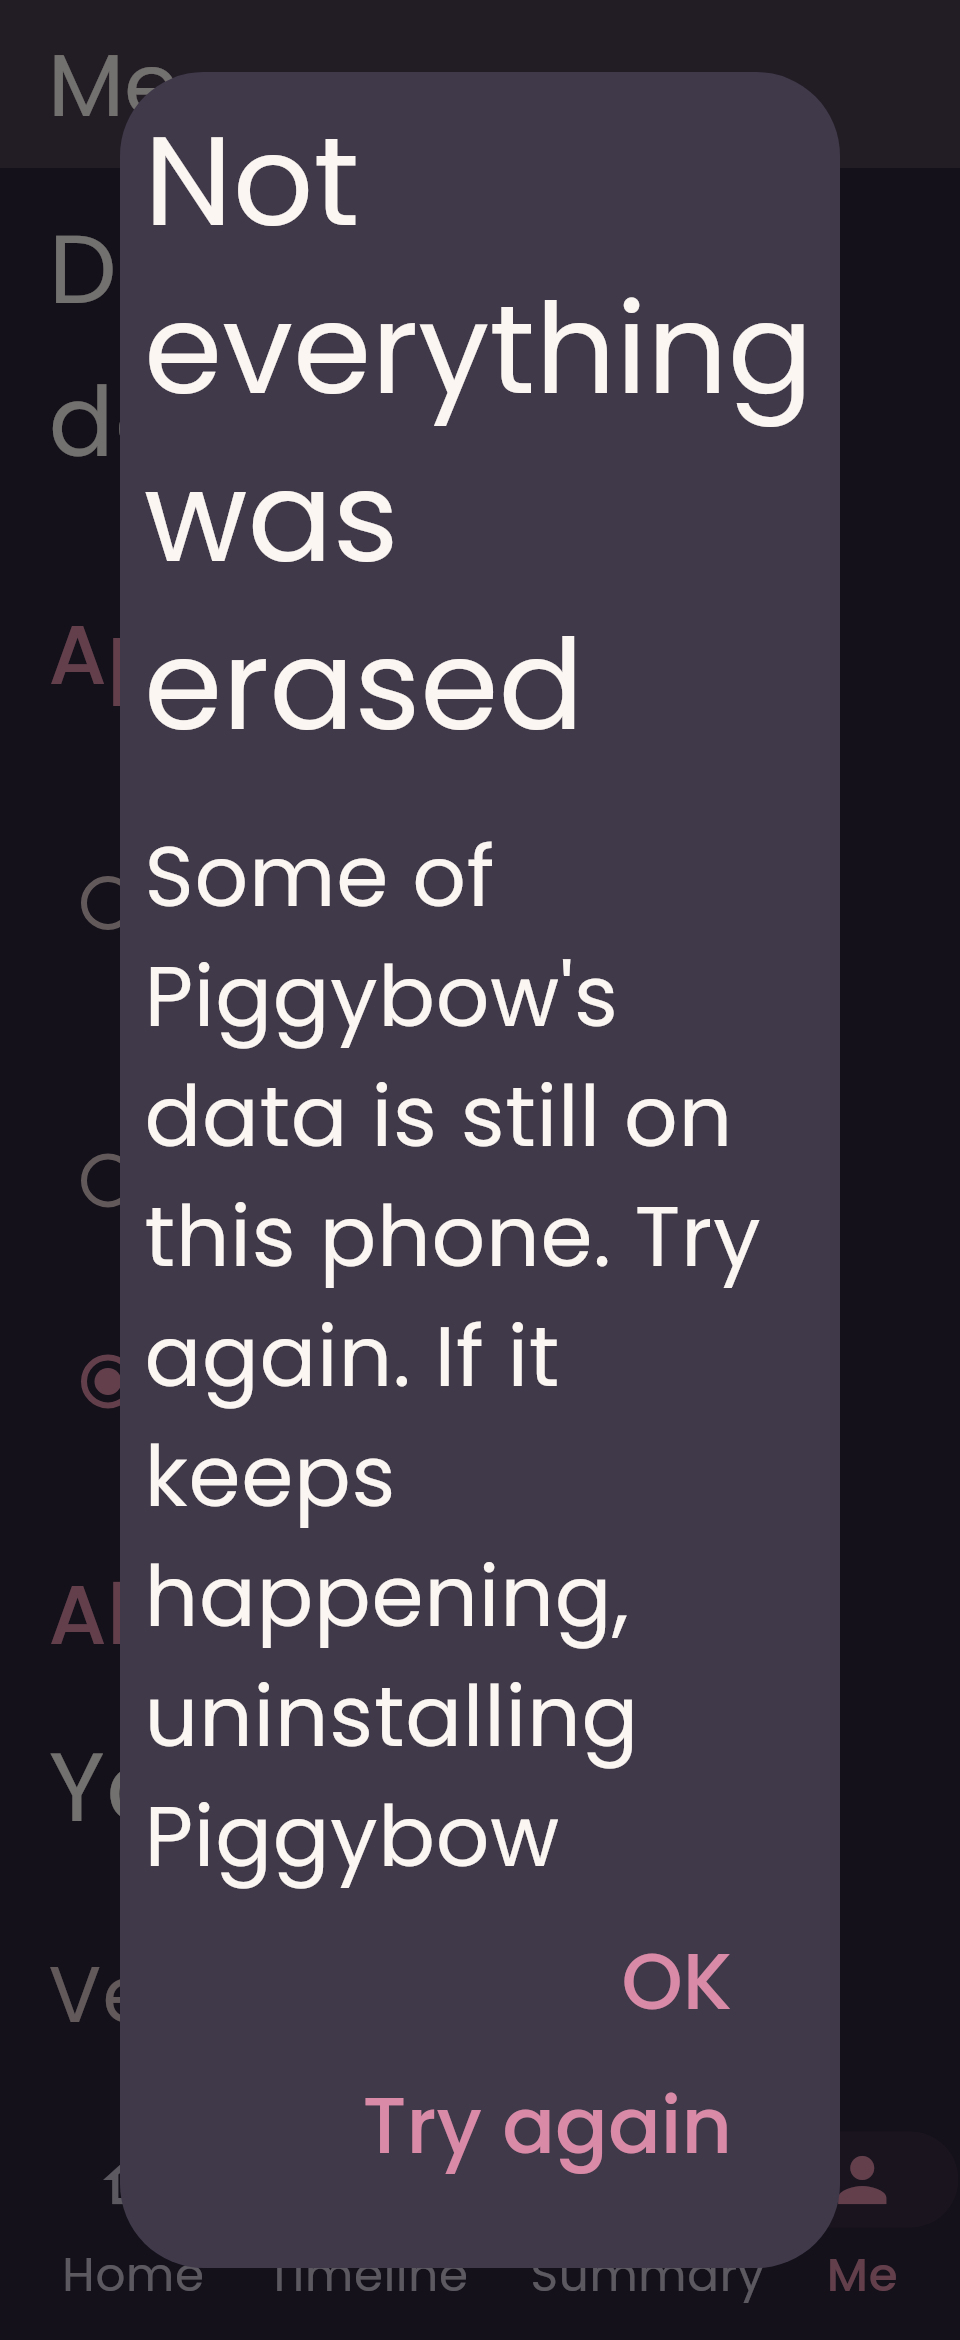 Me
Not
everything
was
erased
Some of
Piggybow's
data is still on
this phone. Try
again. If it
keeps
happening,
uninstalling
Piggybow
OK
Try again
Home Timeline Summary Me